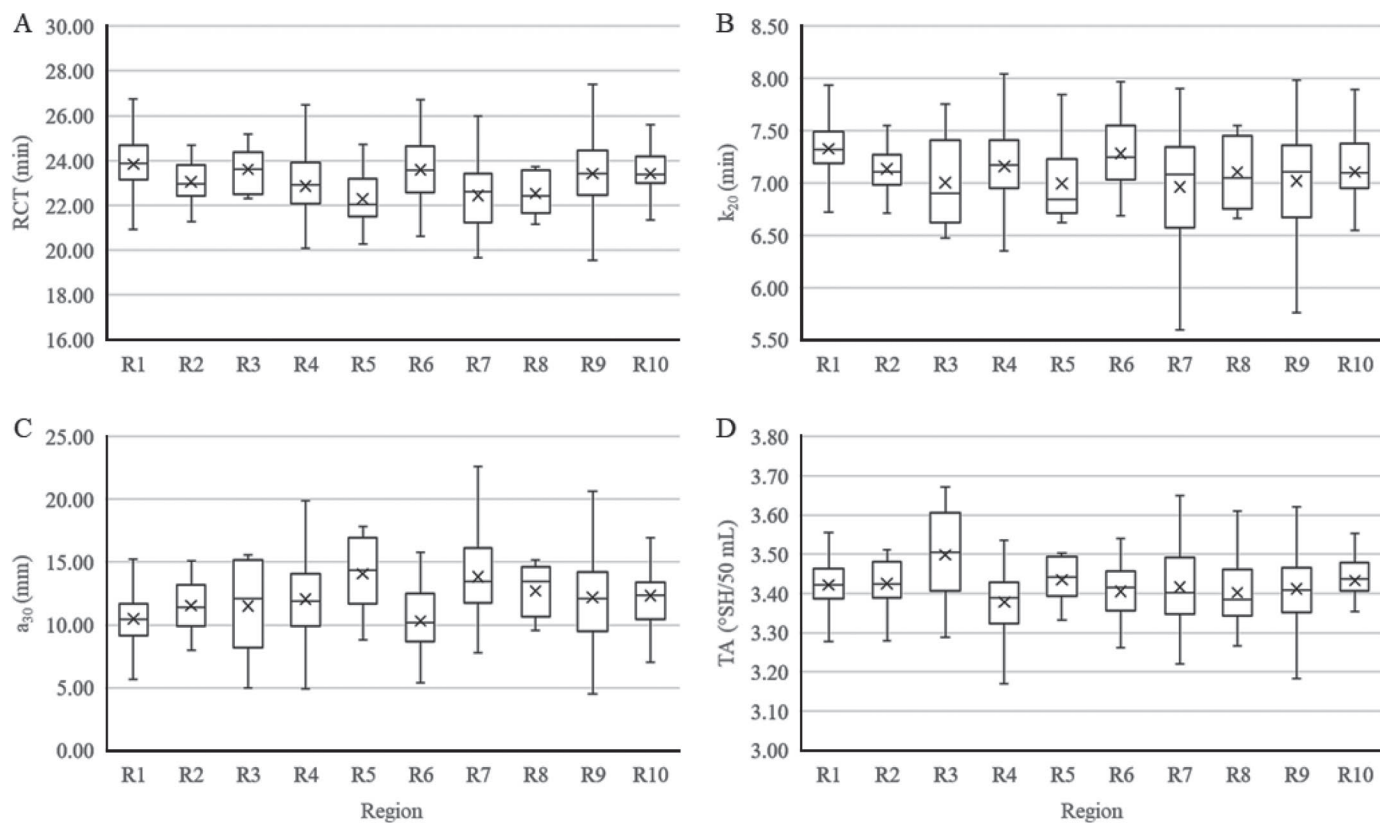 A
30.00
28.00
26.00
24.00
22.00
20.00
18.00
16.00
RCT (min)
R1 R2 R3 R4 R5 R6 R7 R8 R9 R10
B
8.50
8.00
7.50
7.00
6.50
6.00
5.50
k₂₀ (min)
R1 R2 R3 R4 R5 R6 R7 R8 R9 R10
C
25.00
20.00
15.00
10.00
5.00
0.00
a₃₀ (mm)
R1 R2 R3 R4 R5 R6 R7 R8 R9 R10
Region
D
3.80
3.70
3.60
3.50
3.40
3.30
3.20
3.10
3.00
TA (°SH/50 mL)
R1 R2 R3 R4 R5 R6 R7 R8 R9 R10
Region